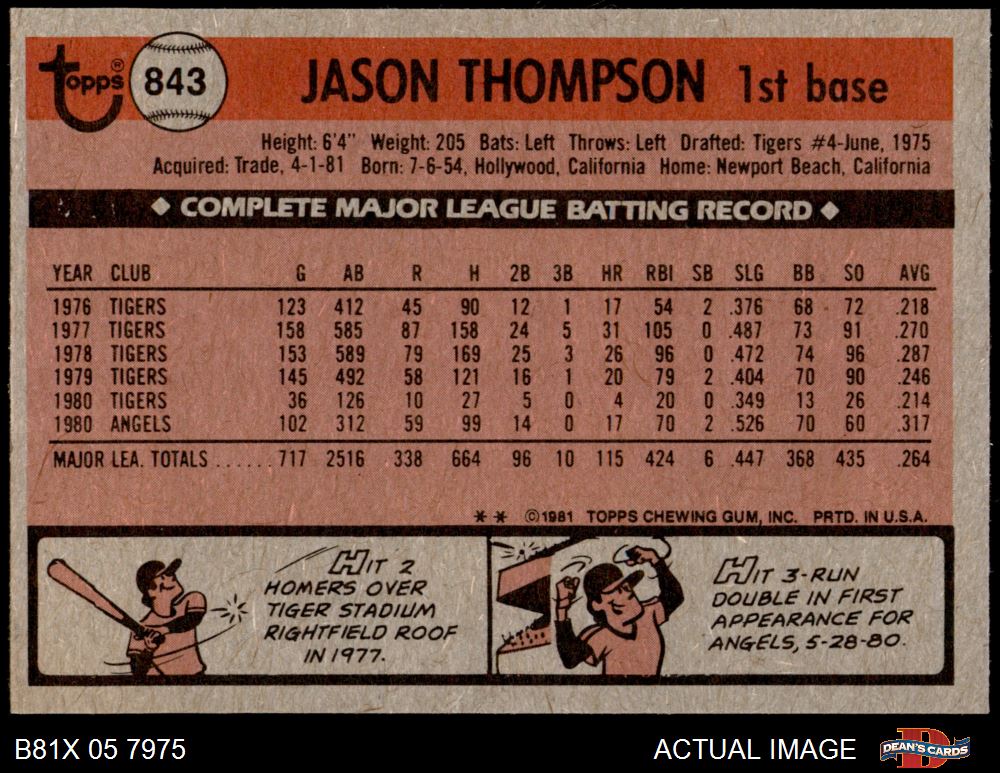 Topps® 843 JASON THOMPSON 1st base
Height: 6'4" Weight: 205 Bats: Left Throws: Left Drafted: Tigers #4-June, 1975
Acquired: Trade, 4-1-81 Born: 7-6-54, Hollywood, California Home: Newport Beach, California
◆ COMPLETE MAJOR LEAGUE BATTING RECORD ◆
YEAR CLUB G AB R H 2B 3B HR RBI SB SLG BB SO AVG
1976 TIGERS 123 412 45 90 12 1 17 54 2 .376 68 72 .218
1977 TIGERS 158 585 87 158 24 5 31 105 0 .487 73 91 .270
1978 TIGERS 153 589 79 169 25 3 26 96 0 .472 74 96 .287
1979 TIGERS 145 492 58 121 16 1 20 79 2 .404 70 90 .246
1980 TIGERS 36 126 10 27 5 0 4 20 0 .349 13 26 .214
1980 ANGELS 102 312 59 99 14 0 17 70 2 .526 70 60 .317
MAJOR LEA. TOTALS ...... 717 2516 338 664 96 10 115 424 6 .447 368 435 .264
** ©1981 TOPPS CHEWING GUM, INC. PRTD. IN U.S.A.
HIT 2
HOMERS OVER
TIGER STADIUM
RIGHTFIELD ROOF
IN 1977.
HIT 3-RUN
DOUBLE IN FIRST
APPEARANCE FOR
ANGELS, 5-28-80.
B81X 05 7975 ACTUAL IMAGE DEAN'S CARDS